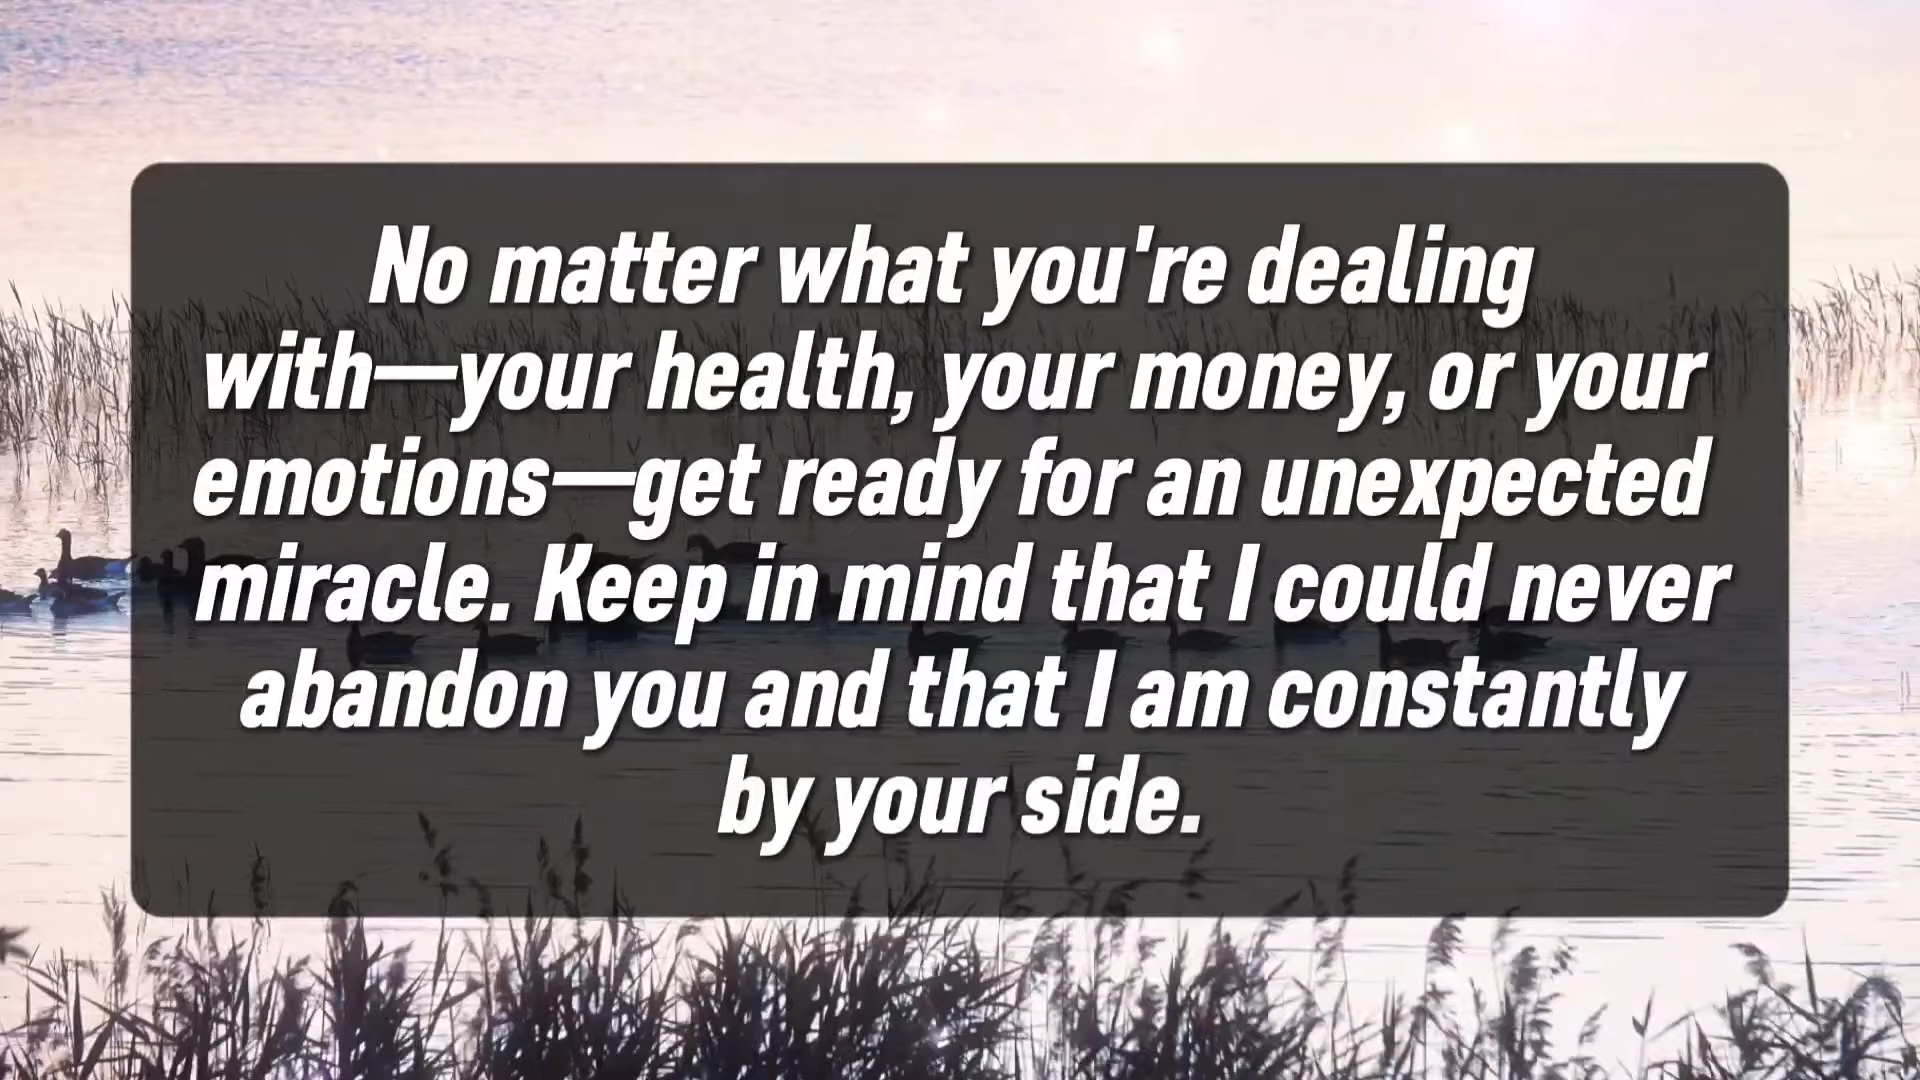 No matter what you're dealing
with—your health, your money, or your
emotions—get ready for an unexpected
miracle. Keep in mind that I could never
abandon you and that I am constantly
by your side.